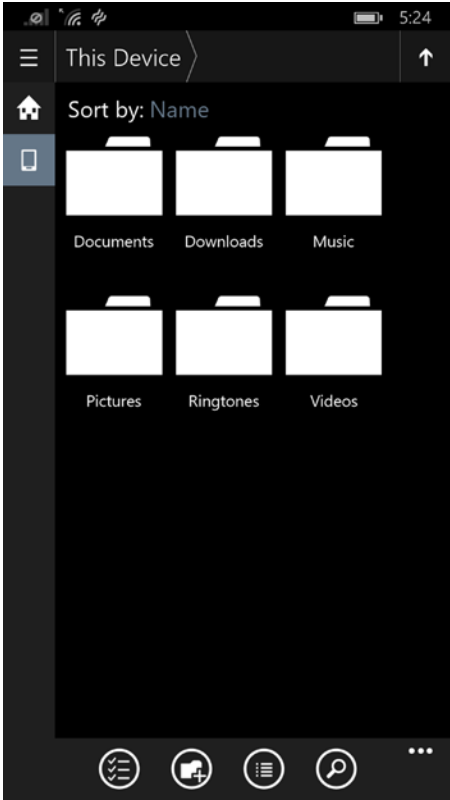 5:24
This Device
Sort by: Name
Documents Downloads Music
Pictures Ringtones Videos